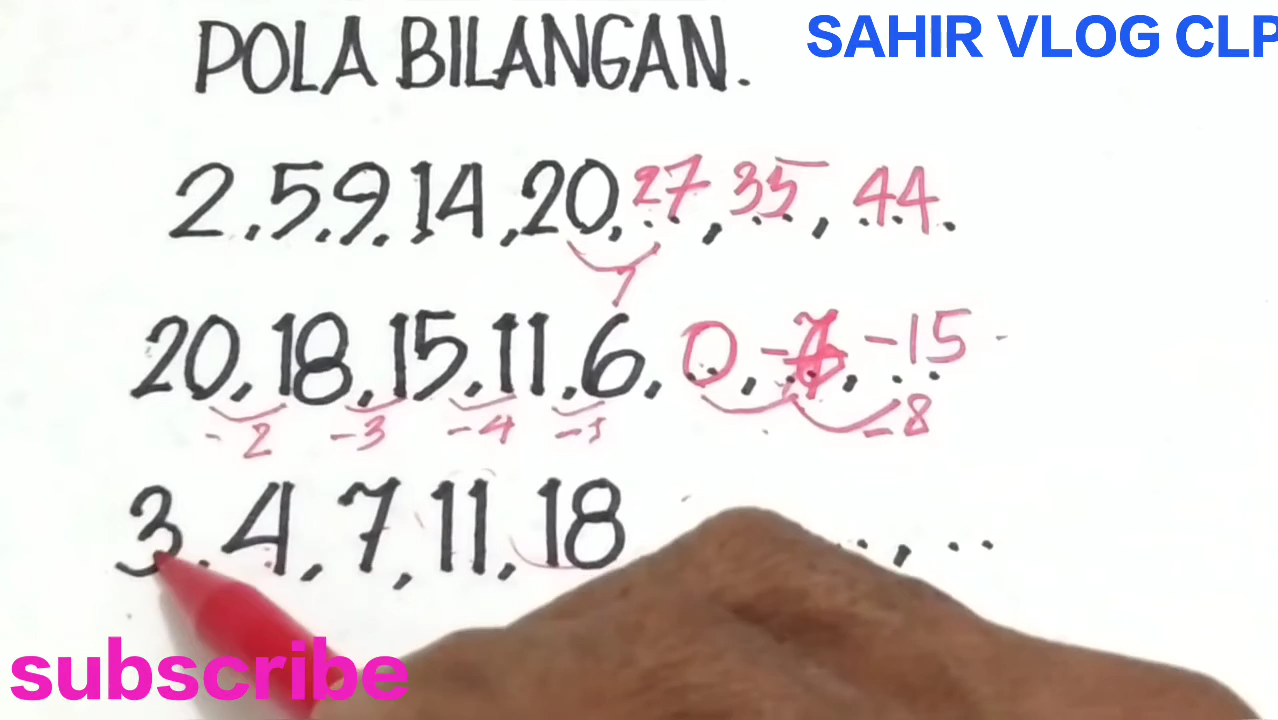 POLA BILANGAN.
SAHIR VLOG CLP
2, 5, 9, 14, 20, 27, 35, 44.
7
20, 18, 15, 11, 6, 0, -7, -15
-2 -3 -4 -5 -8
3, 4, 7, 11, 18
subscribe